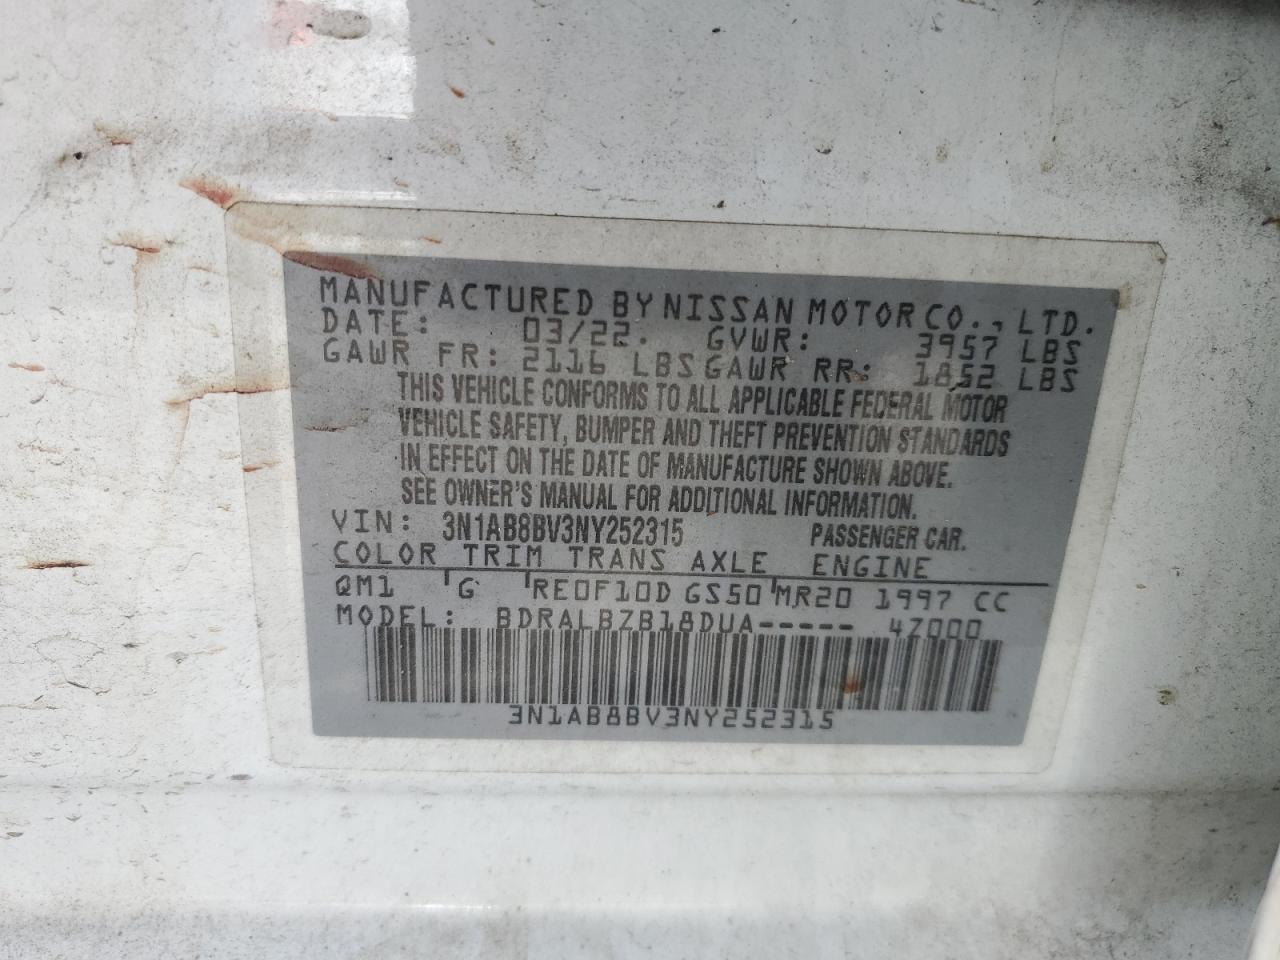 MANUFACTURED BY NISSAN MOTOR CO., LTD.
DATE: 03/22. GVWR: 3957 LBS
GAWR FR: 2116 LBS GAWR RR: 1852 LBS
THIS VEHICLE CONFORMS TO ALL APPLICABLE FEDERAL MOTOR
VEHICLE SAFETY, BUMPER AND THEFT PREVENTION STANDARDS
IN EFFECT ON THE DATE OF MANUFACTURE SHOWN ABOVE.
SEE OWNER'S MANUAL FOR ADDITIONAL INFORMATION.
VIN: 3N1AB8BV3NY252315 PASSENGER CAR.
COLOR TRIM TRANS AXLE ENGINE
QM1 G RE0F10D GS50 MR20 1997 CC
MODEL: BDRALBZB18DUA----- 4Z000
3N1AB8BV3NY252315